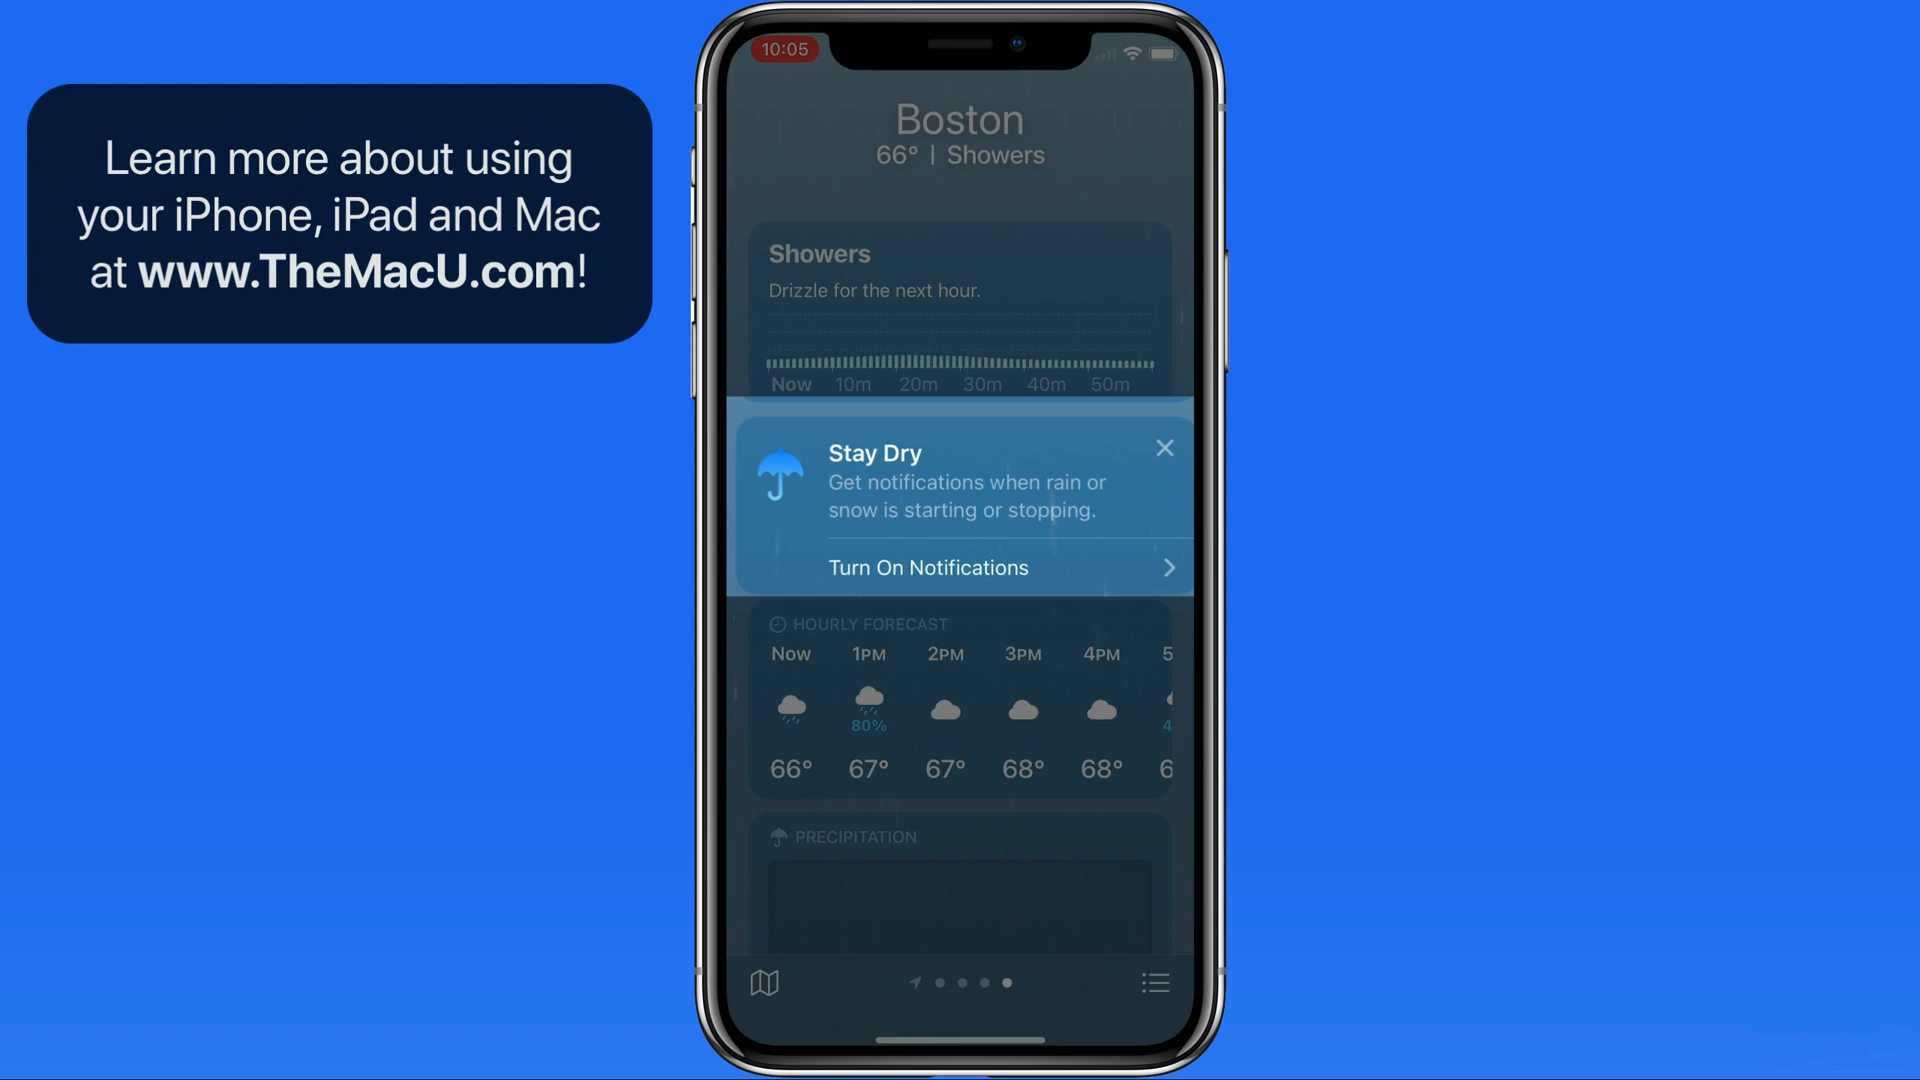 Learn more about using
your iPhone, iPad and Mac
at www.TheMacU.com!
10:05
Boston
66° | Showers
Showers
Drizzle for the next hour.
Now 10m 20m 30m 40m 50m
Stay Dry
Get notifications when rain or
snow is starting or stopping.
Turn On Notifications
HOURLY FORECAST
Now 1PM 2PM 3PM 4PM 5
80% 4
66° 67° 67° 68° 68° 6
PRECIPITATION